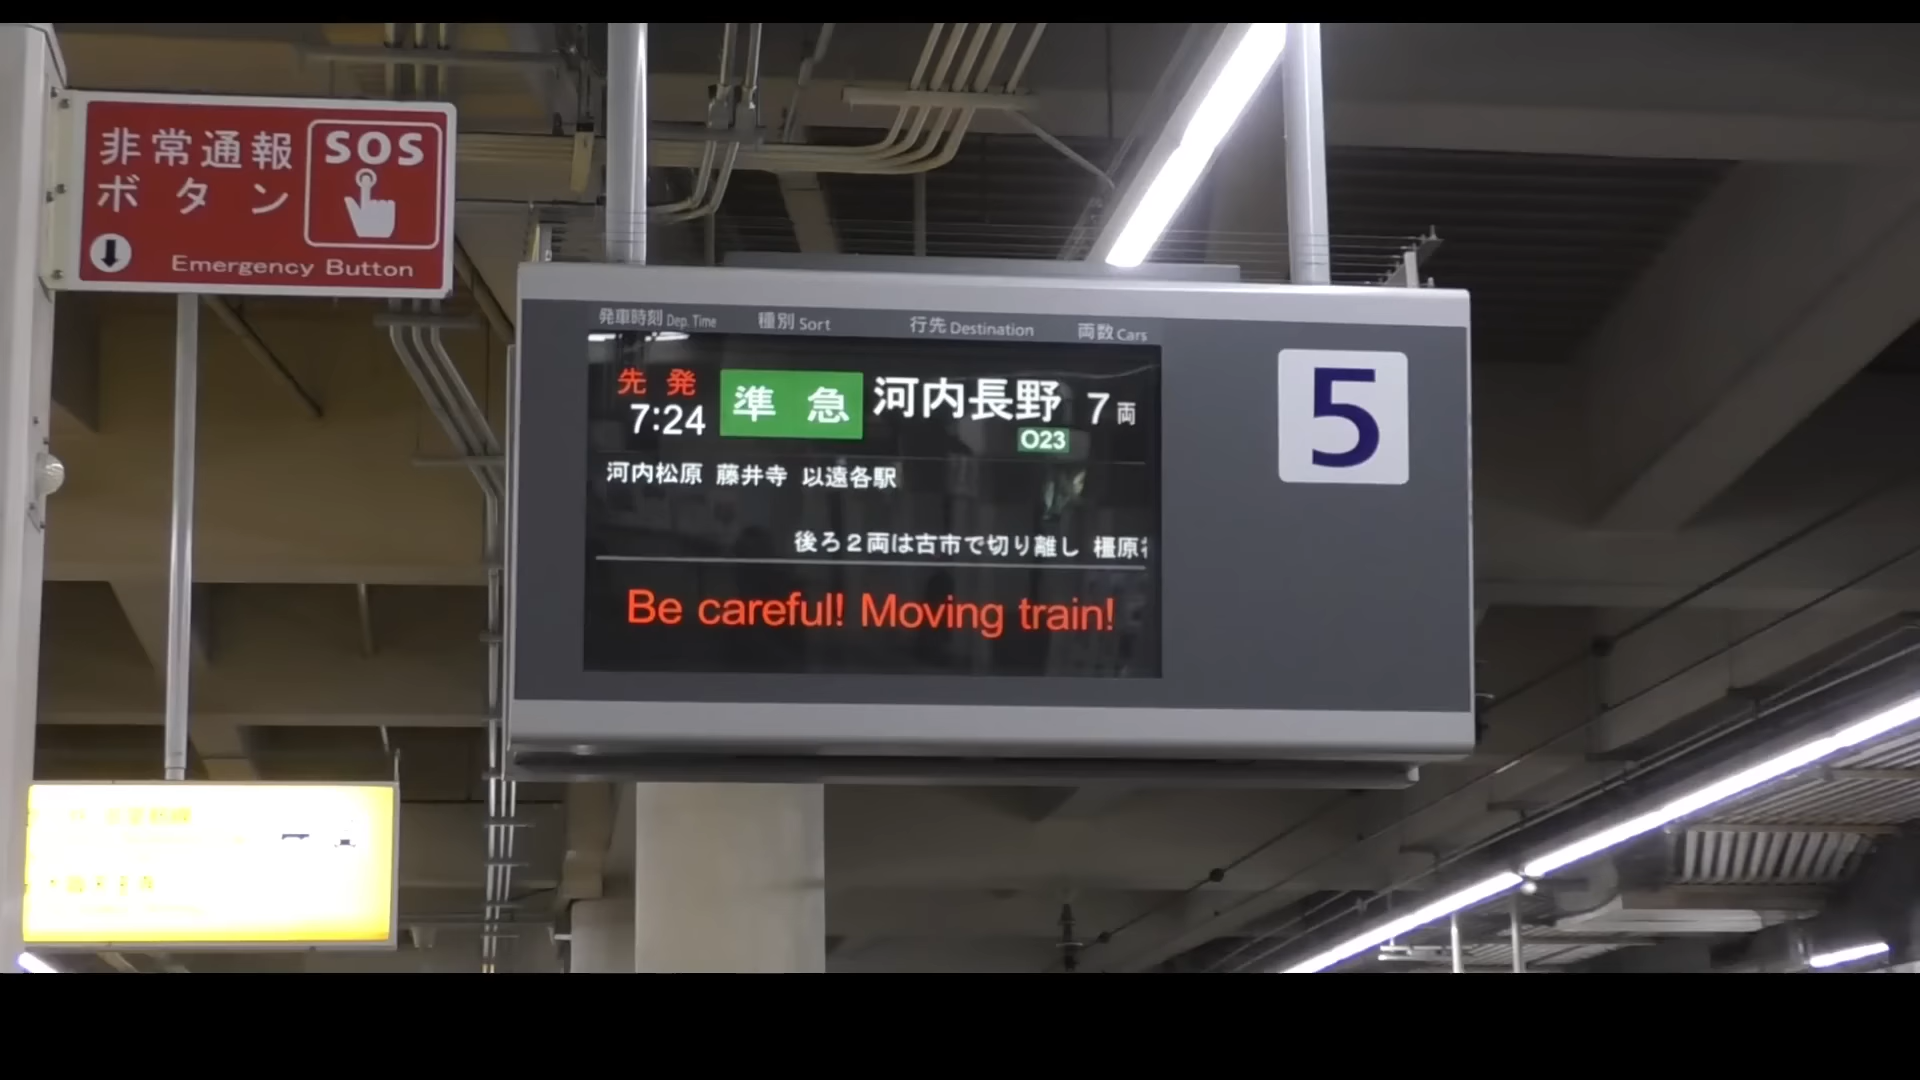 非常通報
ボタン
SOS
Emergency Button
発車時刻 Dep. Time 種別 Sort 行先 Destination 両数 Cars
先発
7:24 準急 河内長野 7両
O23
河内松原 藤井寺 以遠各駅
後ろ2両は古市で切り離し 橿原
Be careful! Moving train!
5